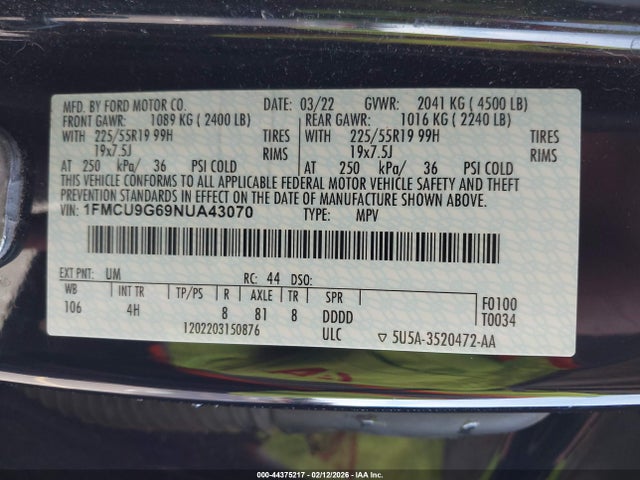 MFD. BY FORD MOTOR CO. DATE: 03/22 GVWR: 2041 KG ( 4500 LB)
FRONT GAWR: 1089 KG ( 2400 LB) REAR GAWR: 1016 KG ( 2240 LB)
WITH 225/55R19 99H TIRES WITH 225/55R19 99H TIRES
19x7.5J RIMS 19x7.5J RIMS
AT 250 kPa/ 36 PSI COLD AT 250 kPa/ 36 PSI COLD
THIS VEHICLE CONFORMS TO ALL APPLICABLE FEDERAL MOTOR VEHICLE SAFETY AND THEFT
PREVENTION STANDARDS IN EFFECT ON THE DATE OF MANUFACTURE SHOWN ABOVE.
VIN: 1FMCU9G69NUA43070 TYPE: MPV
EXT PNT: UM RC: 44 DSO:
WB INT TR TP/PS R AXLE TR SPR F0100
106 4H 8 81 8 DDDD T0034
1202203150876 ULC ▽ 5U5A-3520472-AA
000-44375217 - 02/12/2026 - IAA Inc.